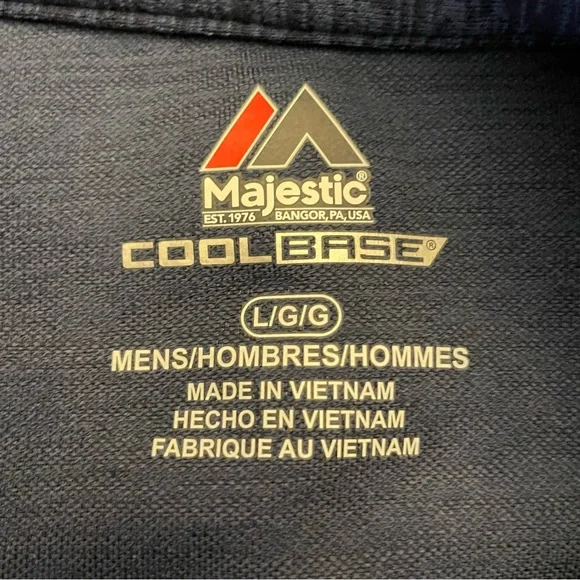 Majestic®
EST. 1976 BANGOR, PA, USA
COOLBASE®
L/G/G
MENS/HOMBRES/HOMMES
MADE IN VIETNAM
HECHO EN VIETNAM
FABRIQUE AU VIETNAM